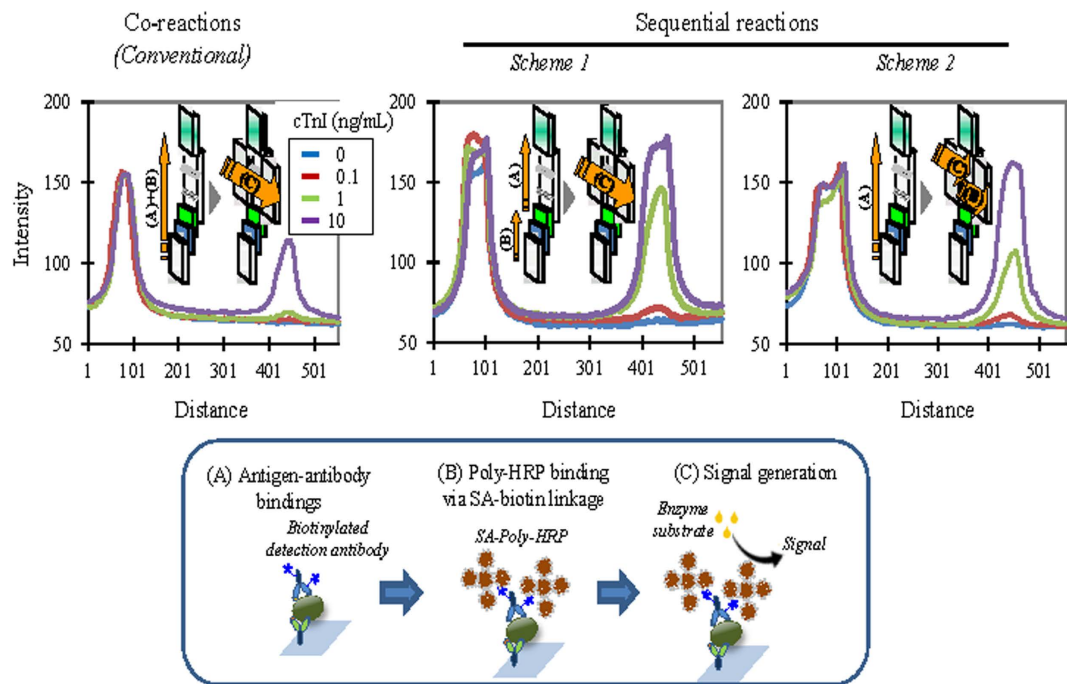 Co-reactions
(Conventional)
Sequential reactions
Scheme 1
Scheme 2
200
150
100
50
Intensity
1
101
201
301
401
501
Distance
(A)+(B)
(C)
cTnI (ng/mL)
0
0.1
1
10
200
150
100
50
1
101
201
301
401
501
Distance
(B)
(A)
(C)
200
150
100
50
1
101
201
301
401
501
Distance
(A)
(C)
(B)
(A) Antigen-antibody
bindings
Biotinylated
detection antibody
(B) Poly-HRP binding
via SA-biotin linkage
SA-Poly-HRP
(C) Signal generation
Enzyme
substrate
Signal